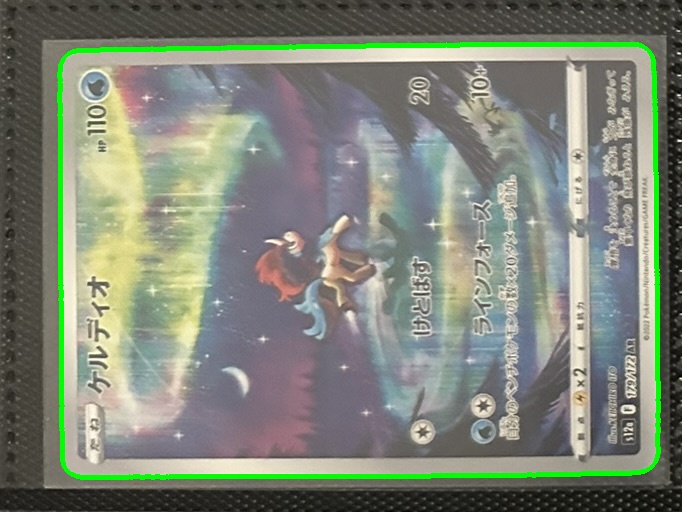 たね ケルディオ HP 110
けとばす 20
ラインフォース 10+
自分のベンチポケモンの数×20ダメージ追加。
弱点 ×2 抵抗力 にげる
Illus. KEIICHIRO ITO
s12a F 179/172 AR
©2022 Pokémon/Nintendo/Creatures/GAME FREAK